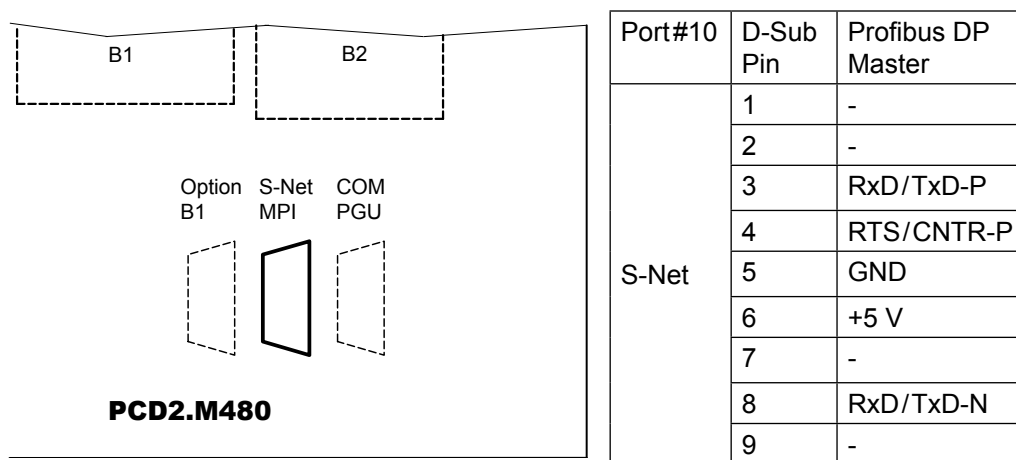 B1
B2
Option S-Net COM
B1 MPI PGU
PCD2.M480
Port#10 D-Sub Pin Profibus DP Master
S-Net
1 -
2 -
3 RxD/TxD-P
4 RTS/CNTR-P
5 GND
6 +5 V
7 -
8 RxD/TxD-N
9 -